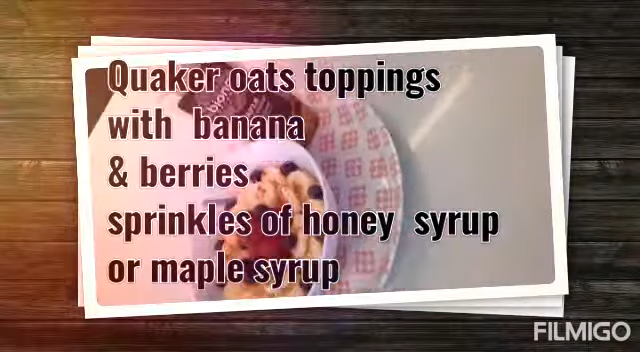 Quaker oats toppings
with banana
& berries
sprinkles of honey syrup
or maple syrup
FILMIGO